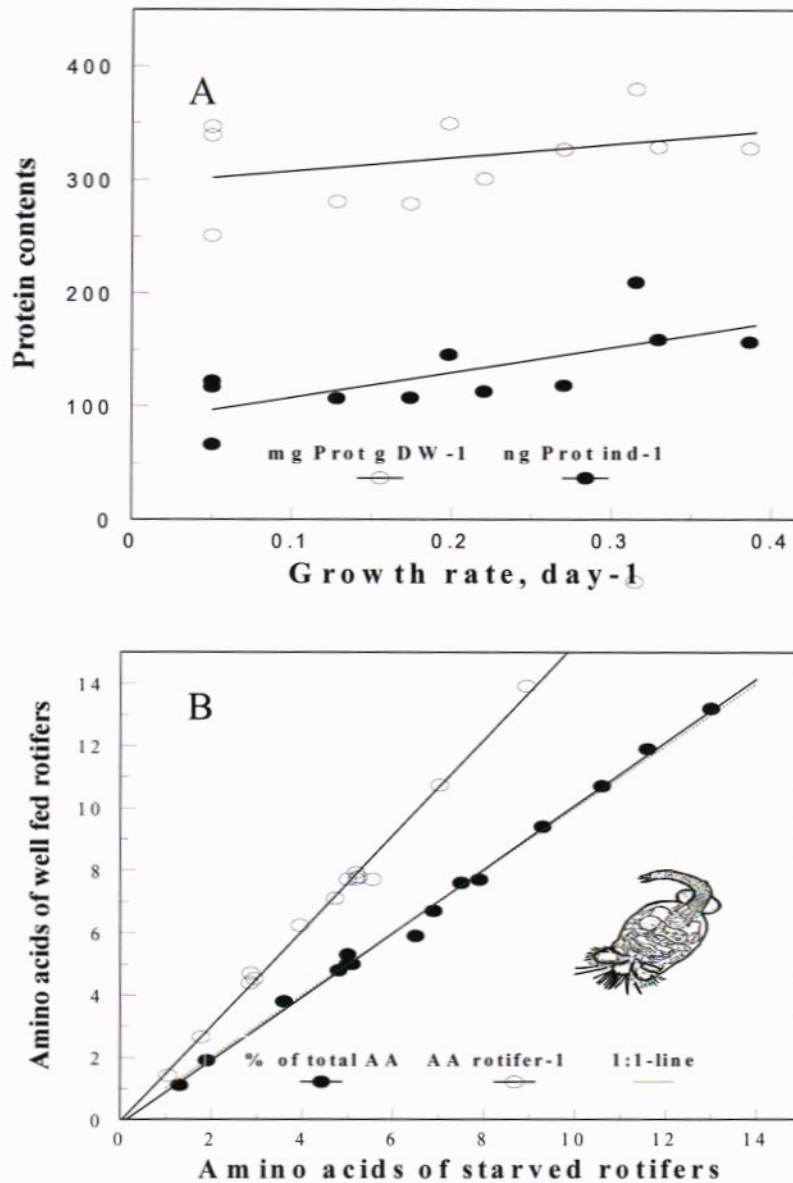 400
A
300
Protein contents
200
100
mg Prot g DW-1 ng Prot ind-1
0
0 0.1 0.2 0.3 0.4
Growth rate, day-1
14
B
12
10
Amino acids of well fed rotifers
8
6
4
2
% of total AA AA rotifer-1 1:1-line
0
0 2 4 6 8 10 12 14
Amino acids of starved rotifers